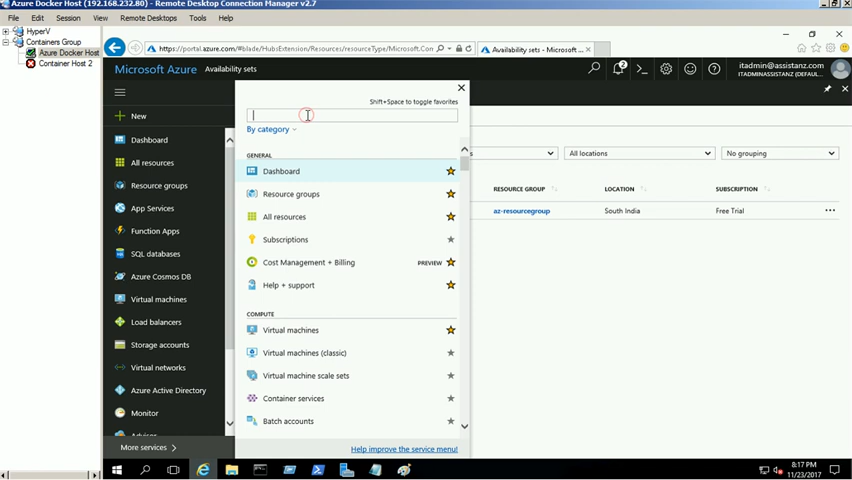 Azure Docker Host (192.168.232.80) - Remote Desktop Connection Manager v2.7
File Edit Session View Remote Desktops Tools Help
HyperV
Containers Group
Azure Docker Host
Container Host 2
https://portal.azure.com/#blade/HubsExtension/Resources/resourceType/Microsoft.Con
Availability sets - Microsoft ...
Microsoft Azure Availability sets
2
itadmin@assistanz.c...
ITADMINASSISTANZ (DEFAUL...
New
Dashboard
All resources
Resource groups
App Services
Function Apps
SQL databases
Azure Cosmos DB
Virtual machines
Load balancers
Storage accounts
Virtual networks
Azure Active Directory
Monitor
Advisor
More services
Shift+Space to toggle favorites
By category
GENERAL
Dashboard
Resource groups
All resources
Subscriptions
Cost Management + Billing PREVIEW
Help + support
COMPUTE
Virtual machines
Virtual machines (classic)
Virtual machine scale sets
Container services
Batch accounts
Help improve the service menu!
s All locations No grouping
RESOURCE GROUP LOCATION SUBSCRIPTION
az-resourcegroup South India Free Trial
8:17 PM
11/23/2017